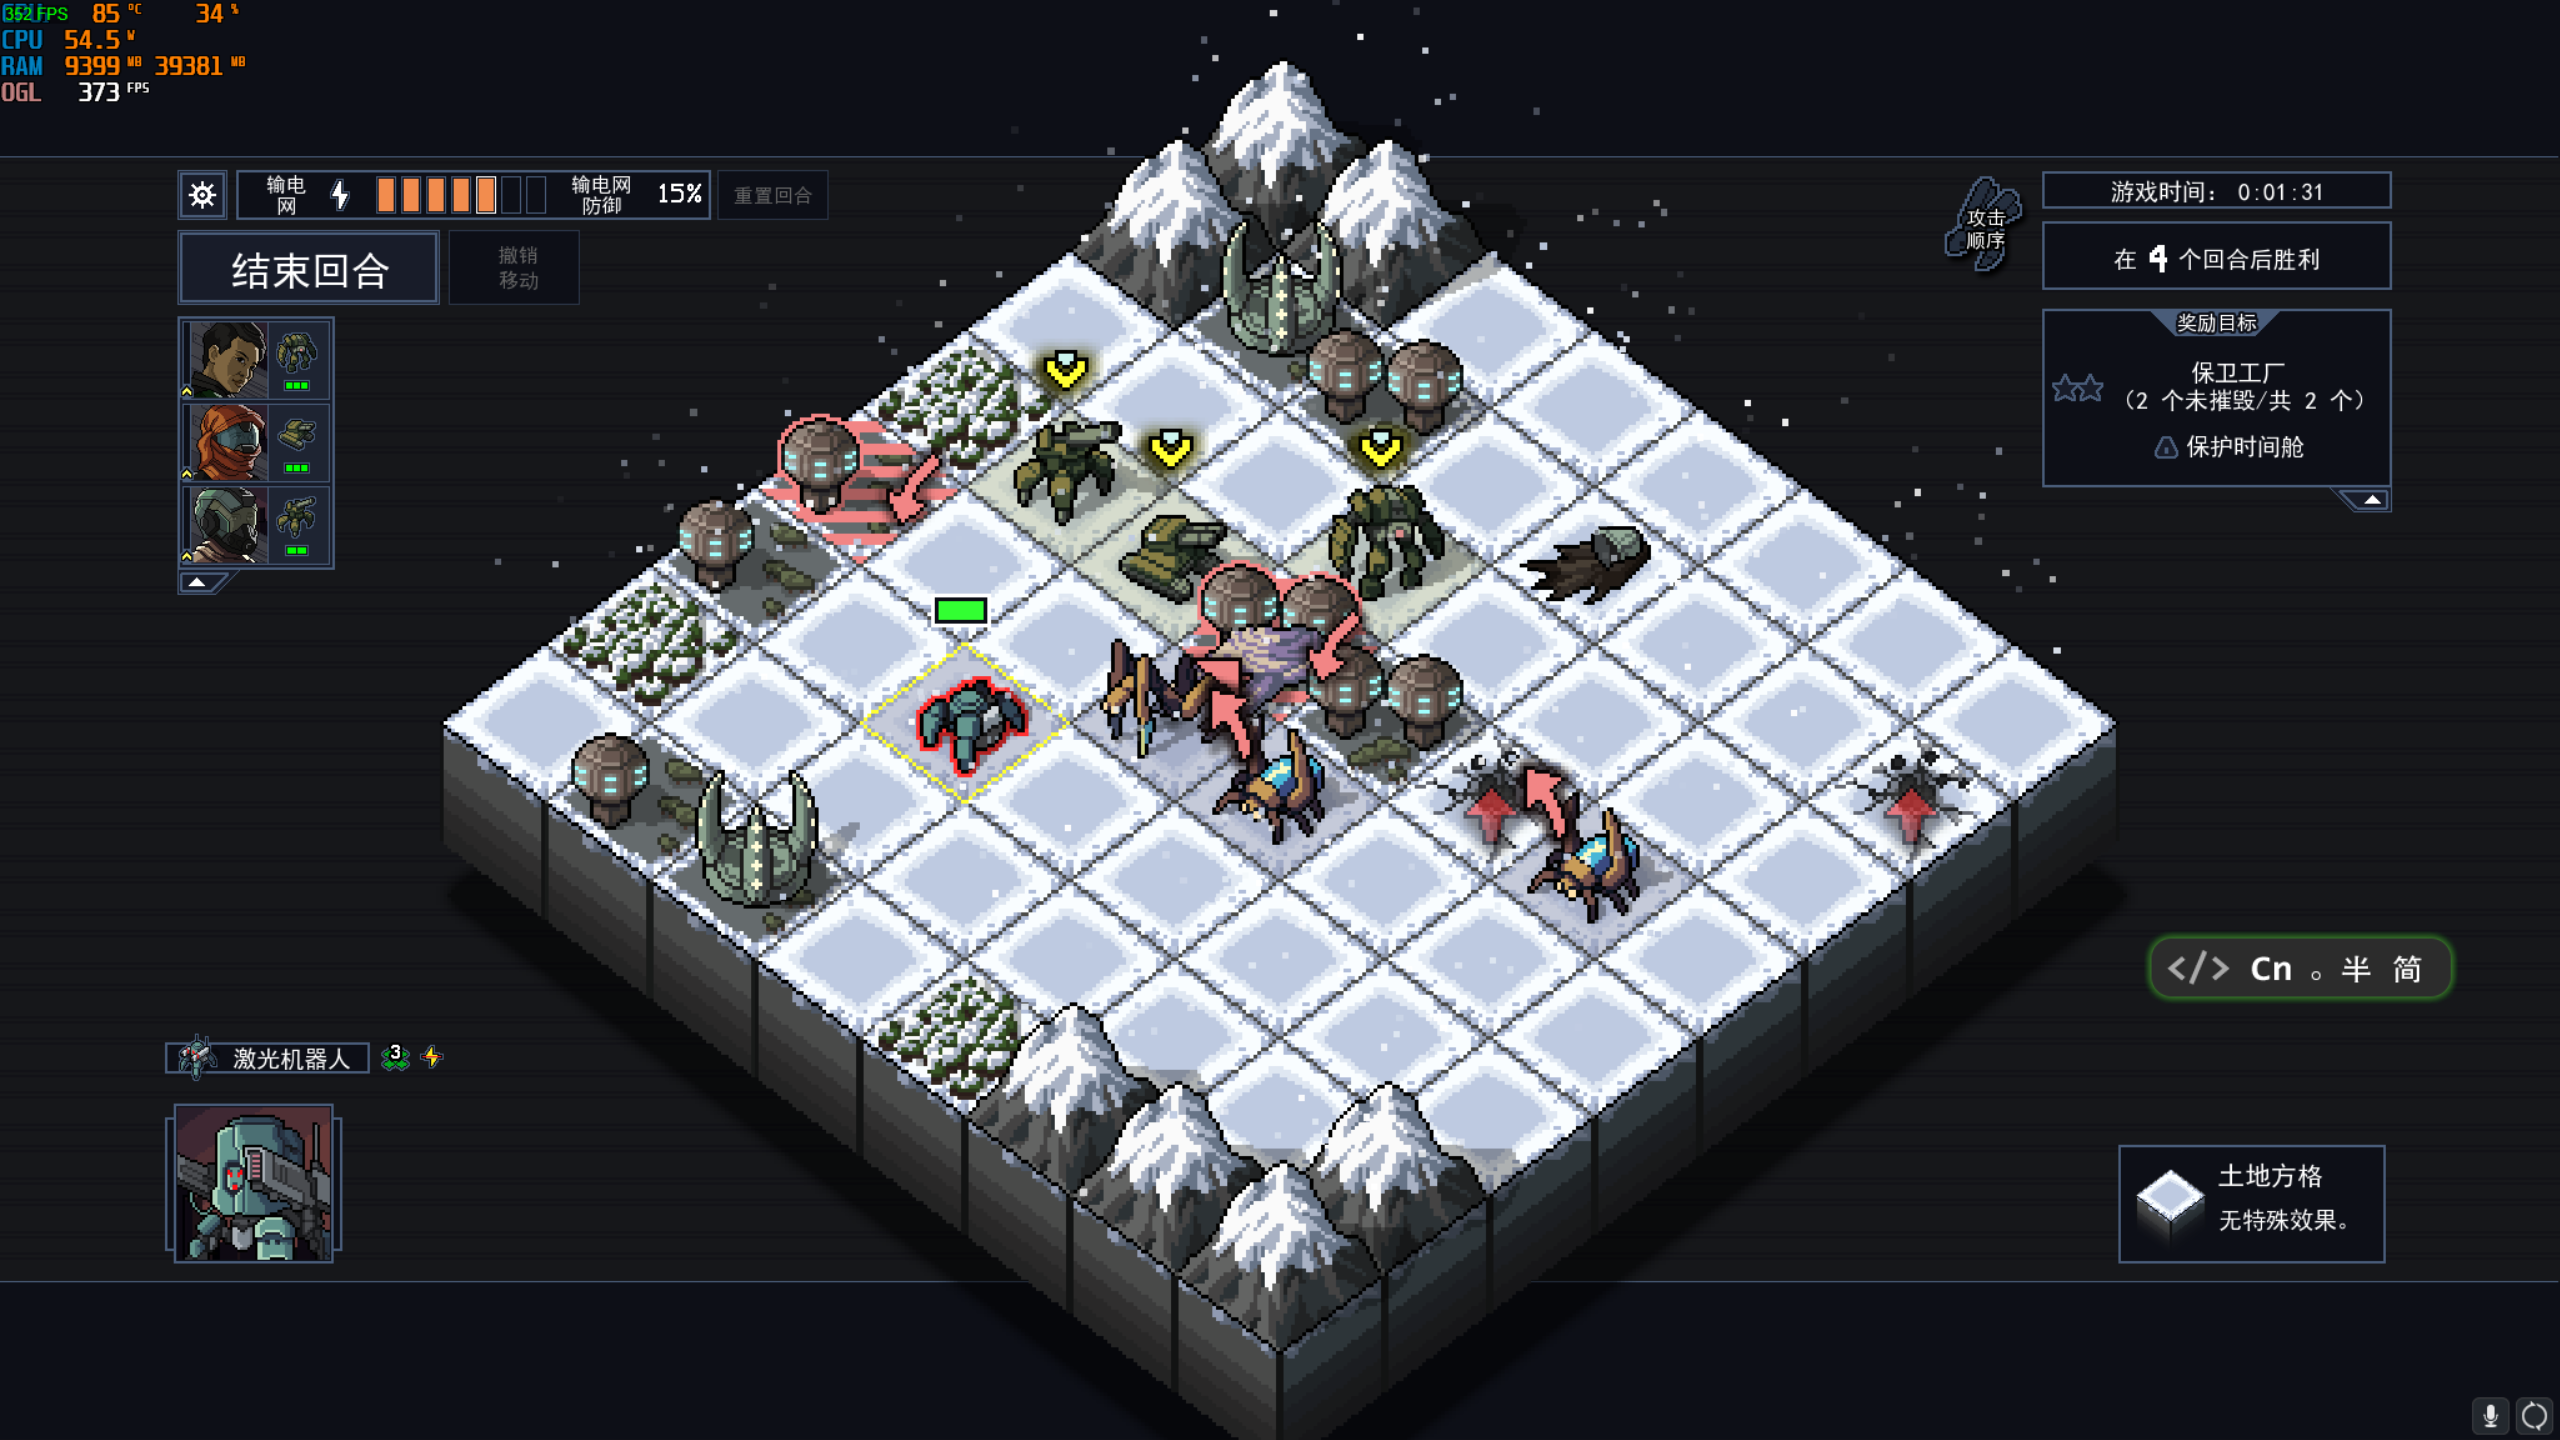 352 FPS 85 °C 34 %
CPU 54.5 W
RAM 9399 MB 39381 MB
OGL 373 FPS
输电网 输电网防御 15% 重置回合
结束回合 撤销移动
攻击顺序
游戏时间: 0:01:31
在 4 个回合后胜利
奖励目标
保卫工厂
(2 个未摧毁/共 2 个)
保护时间舱
</> Cn 。 半 简
激光机器人 3
土地方格
无特殊效果。